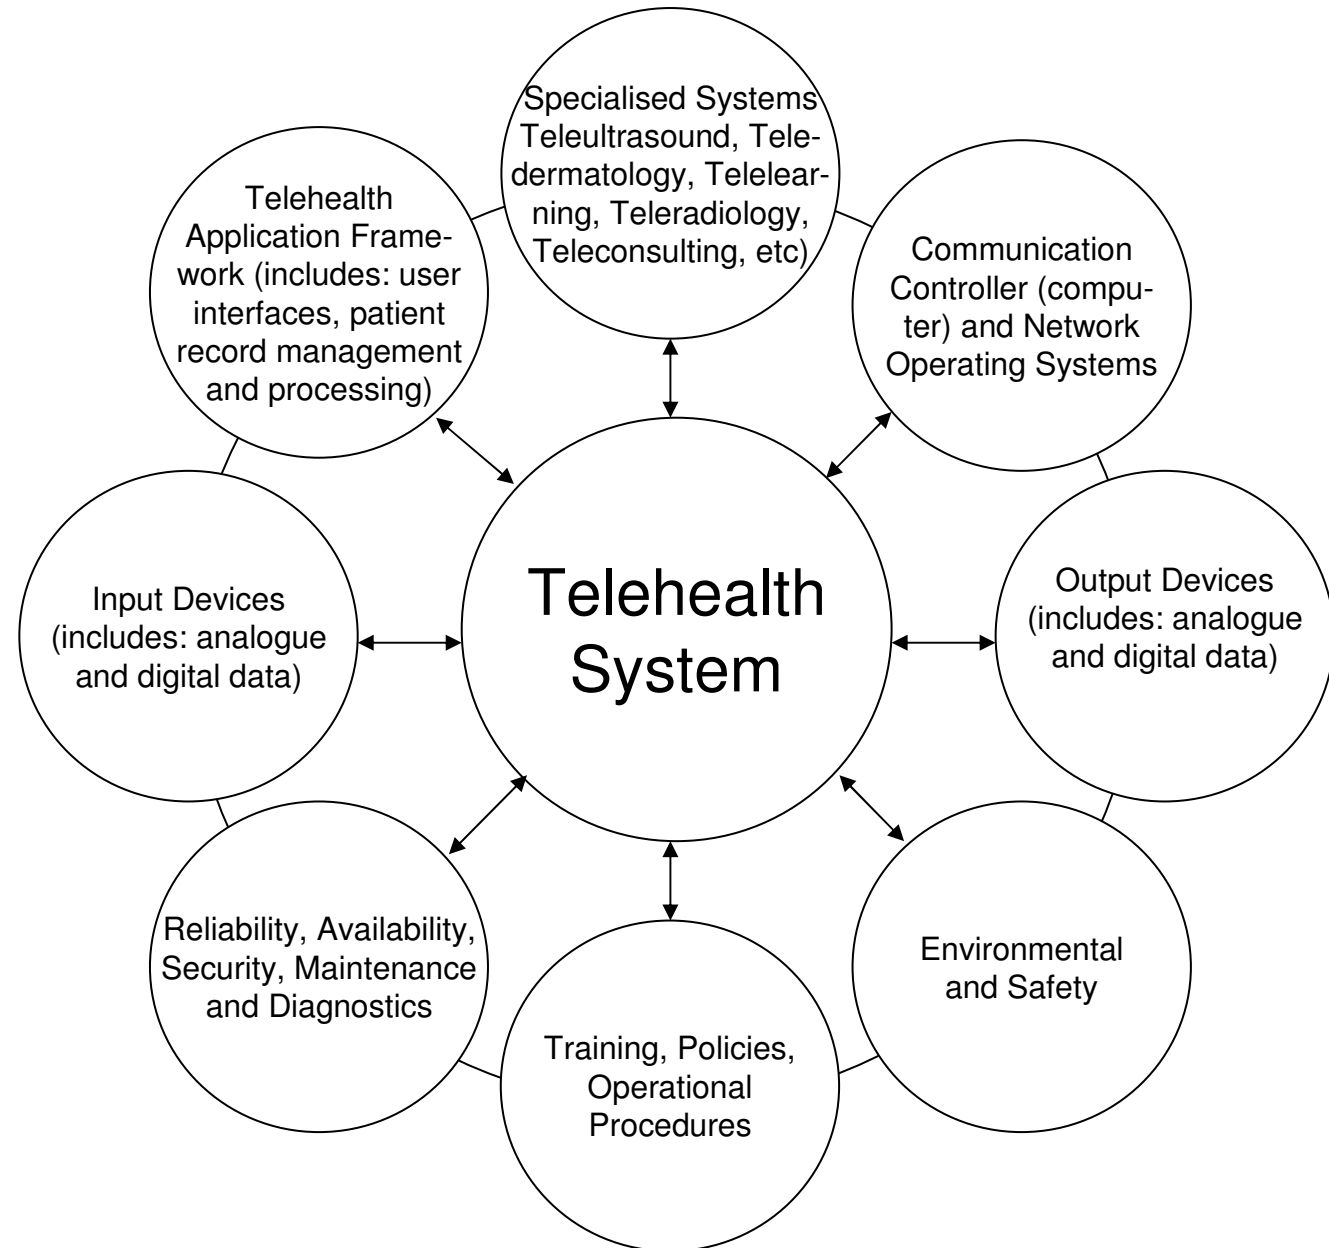 Specialised Systems
Teleultrasound, Tele-
dermatology, Telelear-
ning, Teleradiology,
Teleconsulting, etc)
Telehealth
Application Frame-
work (includes: user
interfaces, patient
record management
and processing)
Communication
Controller (compu-
ter) and Network
Operating Systems
Input Devices
(includes: analogue
and digital data)
Telehealth
System
Output Devices
(includes: analogue
and digital data)
Reliability, Availability,
Security, Maintenance
and Diagnostics
Environmental
and Safety
Training, Policies,
Operational
Procedures